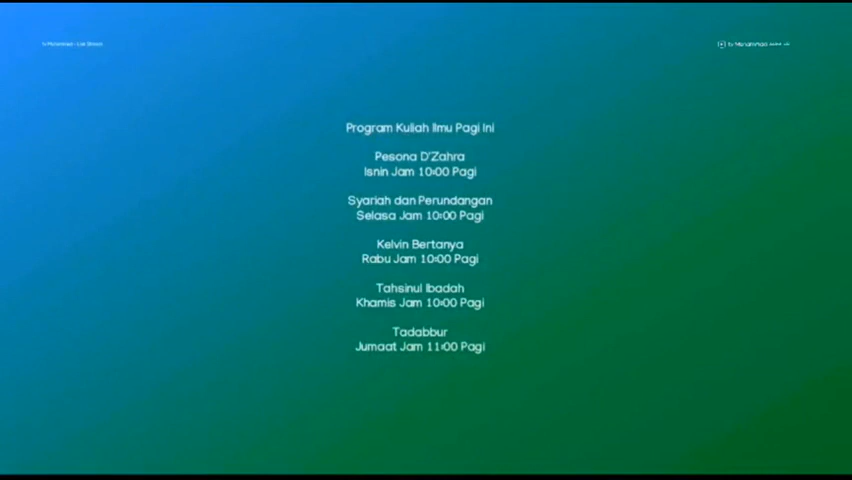 Program Kuliah Ilmu Pagi Ini
Pesona D'Zahra
Isnin Jam 10:00 Pagi
Syariah dan Perundangan
Selasa Jam 10:00 Pagi
Kelvin Bertanya
Rabu Jam 10:00 Pagi
Tahsinul Ibadah
Khamis Jam 10:00 Pagi
Tadabbur
Jumaat Jam 11:00 Pagi